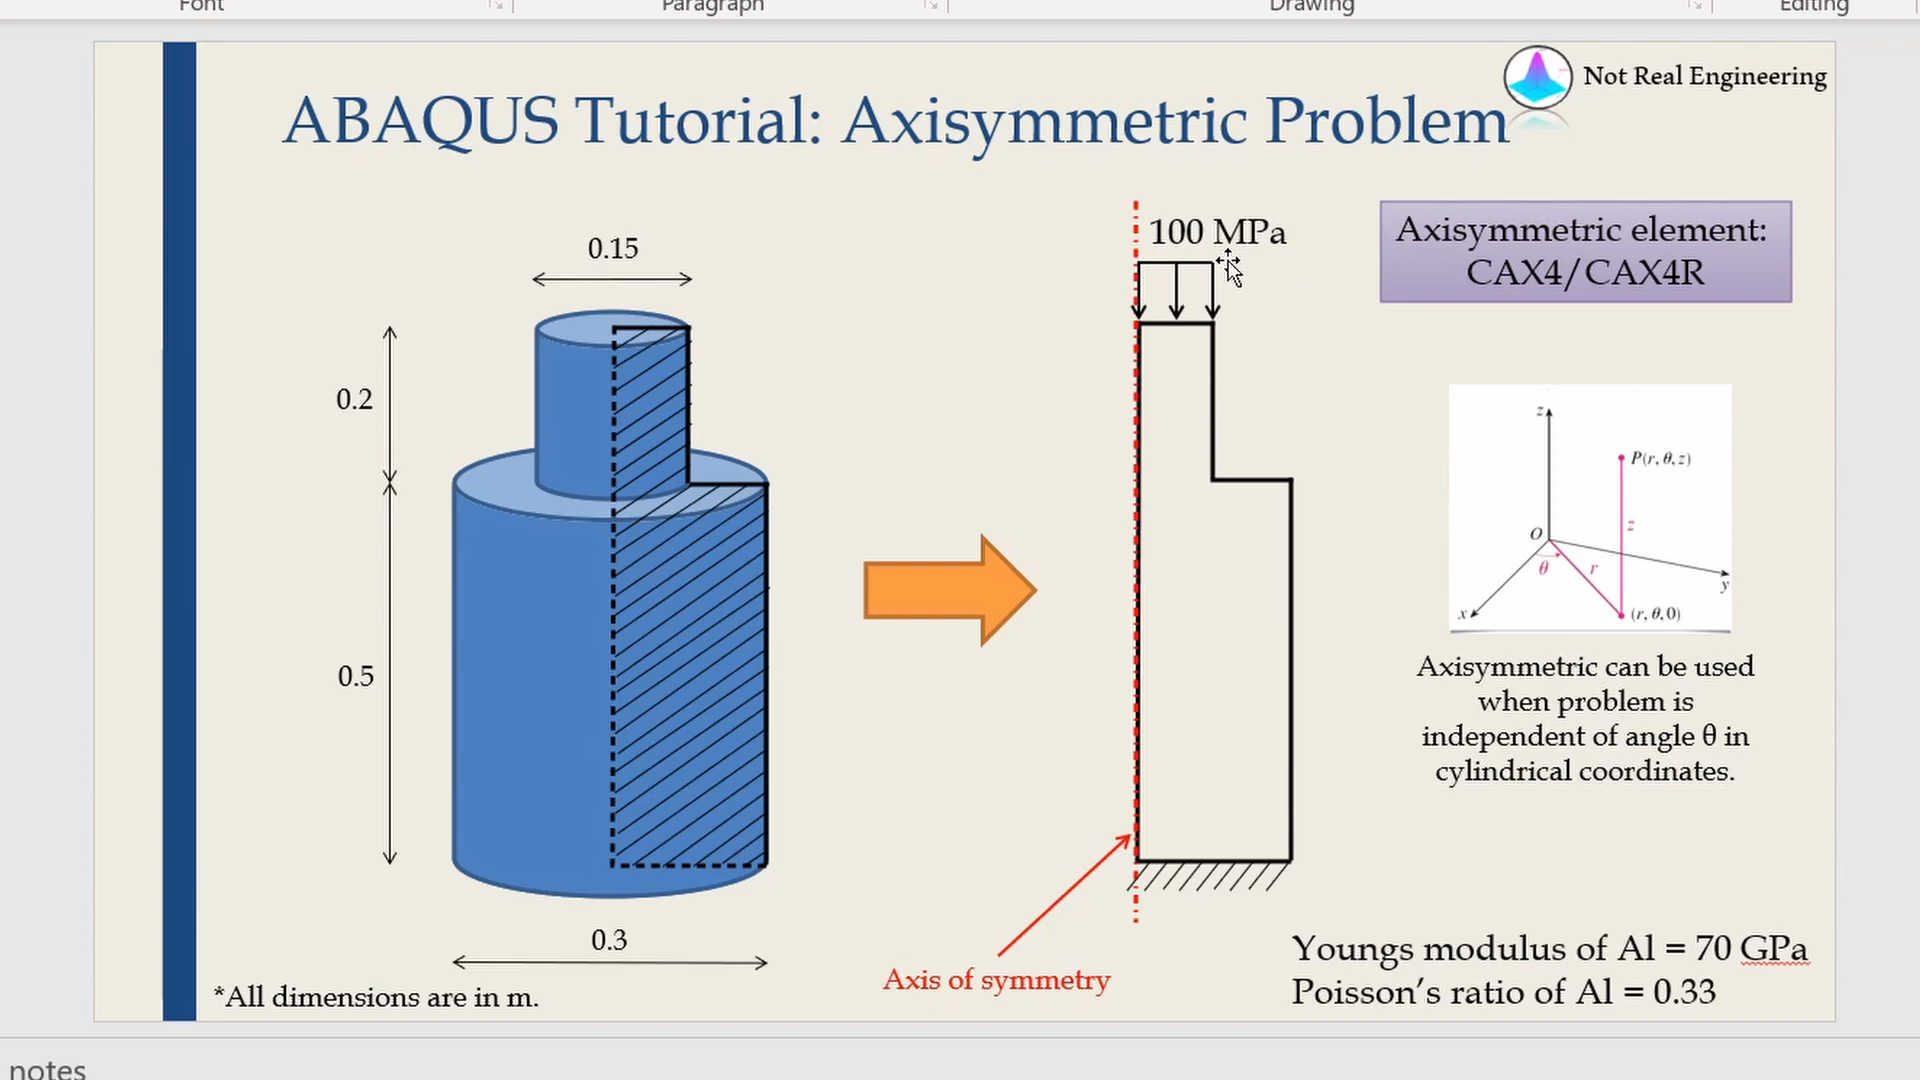 Font
Paragraph
Drawing
Editing
Not Real Engineering
ABAQUS Tutorial: Axisymmetric Problem
0.15
0.2
0.5
0.3
*All dimensions are in m.
100 MPa
Axis of symmetry
Axisymmetric element:
CAX4/CAX4R
z
P(r, θ, z)
z
O
θ
r
y
x
(r, θ, 0)
Axisymmetric can be used
when problem is
independent of angle θ in
cylindrical coordinates.
Youngs modulus of Al = 70 GPa
Poisson’s ratio of Al = 0.33
notes